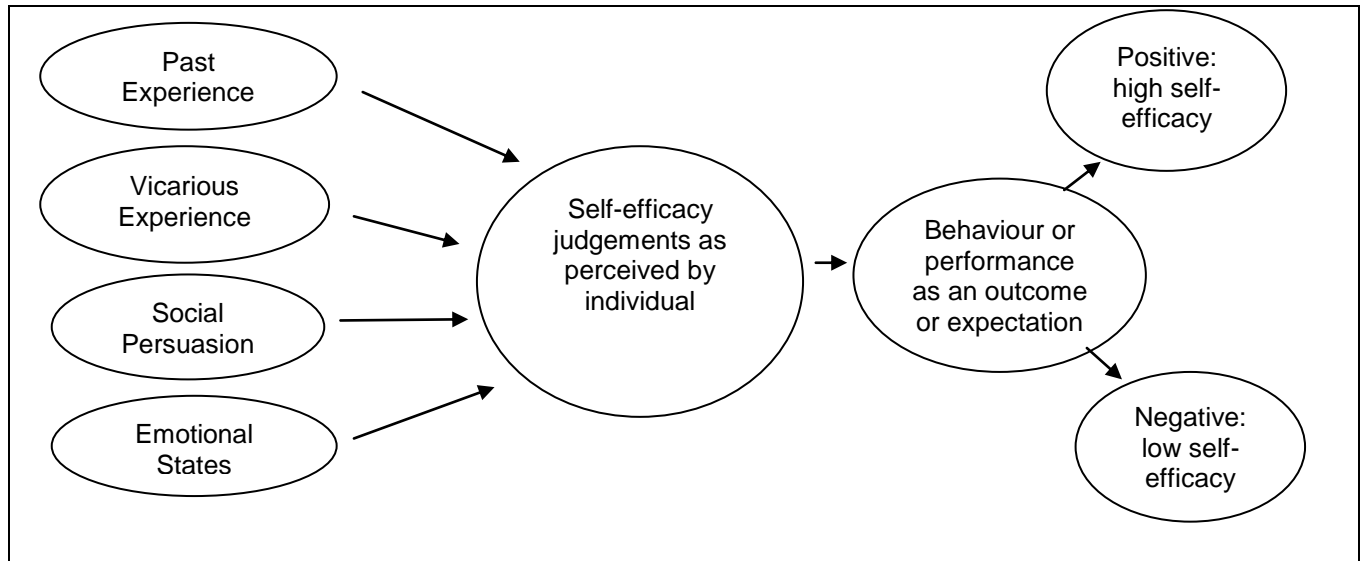 Past
Experience
Vicarious
Experience
Social
Persuasion
Emotional
States
Self-efficacy
judgements as
perceived by
individual
Behaviour or
performance
as an outcome
or expectation
Positive:
high self-
efficacy
Negative:
low self-
efficacy